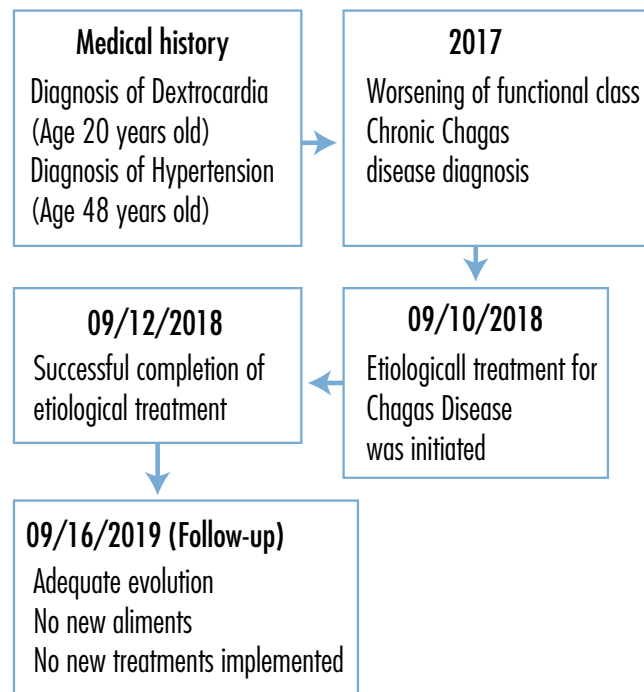 Medical history
Diagnosis of Dextrocardia
(Age 20 years old)
Diagnosis of Hypertension
(Age 48 years old)
2017
Worsening of functional class
Chronic Chagas
disease diagnosis
09/10/2018
Etiologicall treatment for
Chagas Disease
was initiated
09/12/2018
Successful completion of
etiological treatment
09/16/2019 (Follow-up)
Adequate evolution
No new aliments
No new treatments implemented